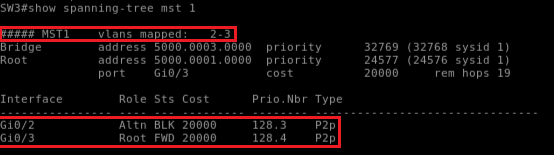 SW3#show spanning-tree mst 1
##### MST1    vlans mapped:   2-3
Bridge        address 5000.0003.0000  priority      32769 (32768 sysid 1)
Root          address 5000.0001.0000  priority      24577 (24576 sysid 1)
              port    Gi0/3           cost          20000     rem hops 19
Interface        Role Sts Cost      Prio.Nbr Type
---------------- ---- --- --------- -------- --------------------------------
Gi0/2            Altn BLK 20000     128.3    P2p
Gi0/3            Root FWD 20000     128.4    P2p